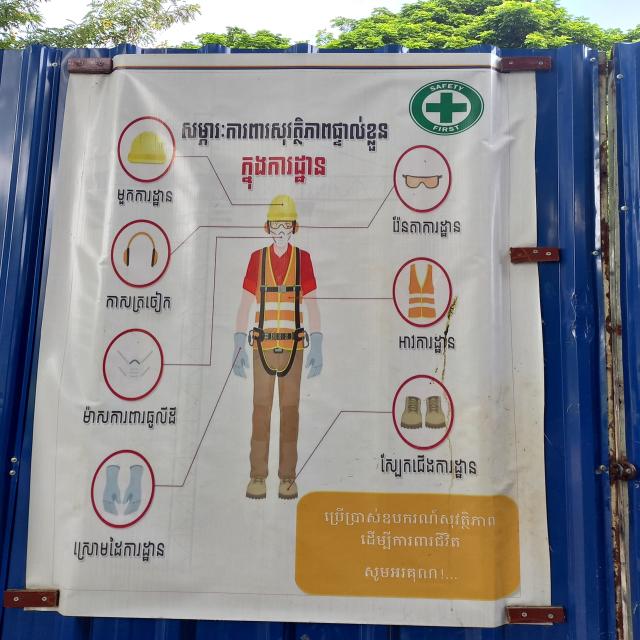 SAFETY
FIRST
សម្ភារៈការពារសុវត្ថិភាពផ្ទាល់ខ្លួន
ក្នុងការដ្ឋាន
មួកការដ្ឋាន
វ៉ែនតាការដ្ឋាន
កាសត្រចៀក
អាវការដ្ឋាន
ម៉ាសការពារធូលីដី
ស្បែកជើងការដ្ឋាន
ស្រោមដៃការដ្ឋាន
ប្រើប្រាស់ឧបករណ៍សុវត្ថិភាព
ដើម្បីការពារជីវិត
សូមអរគុណ!...